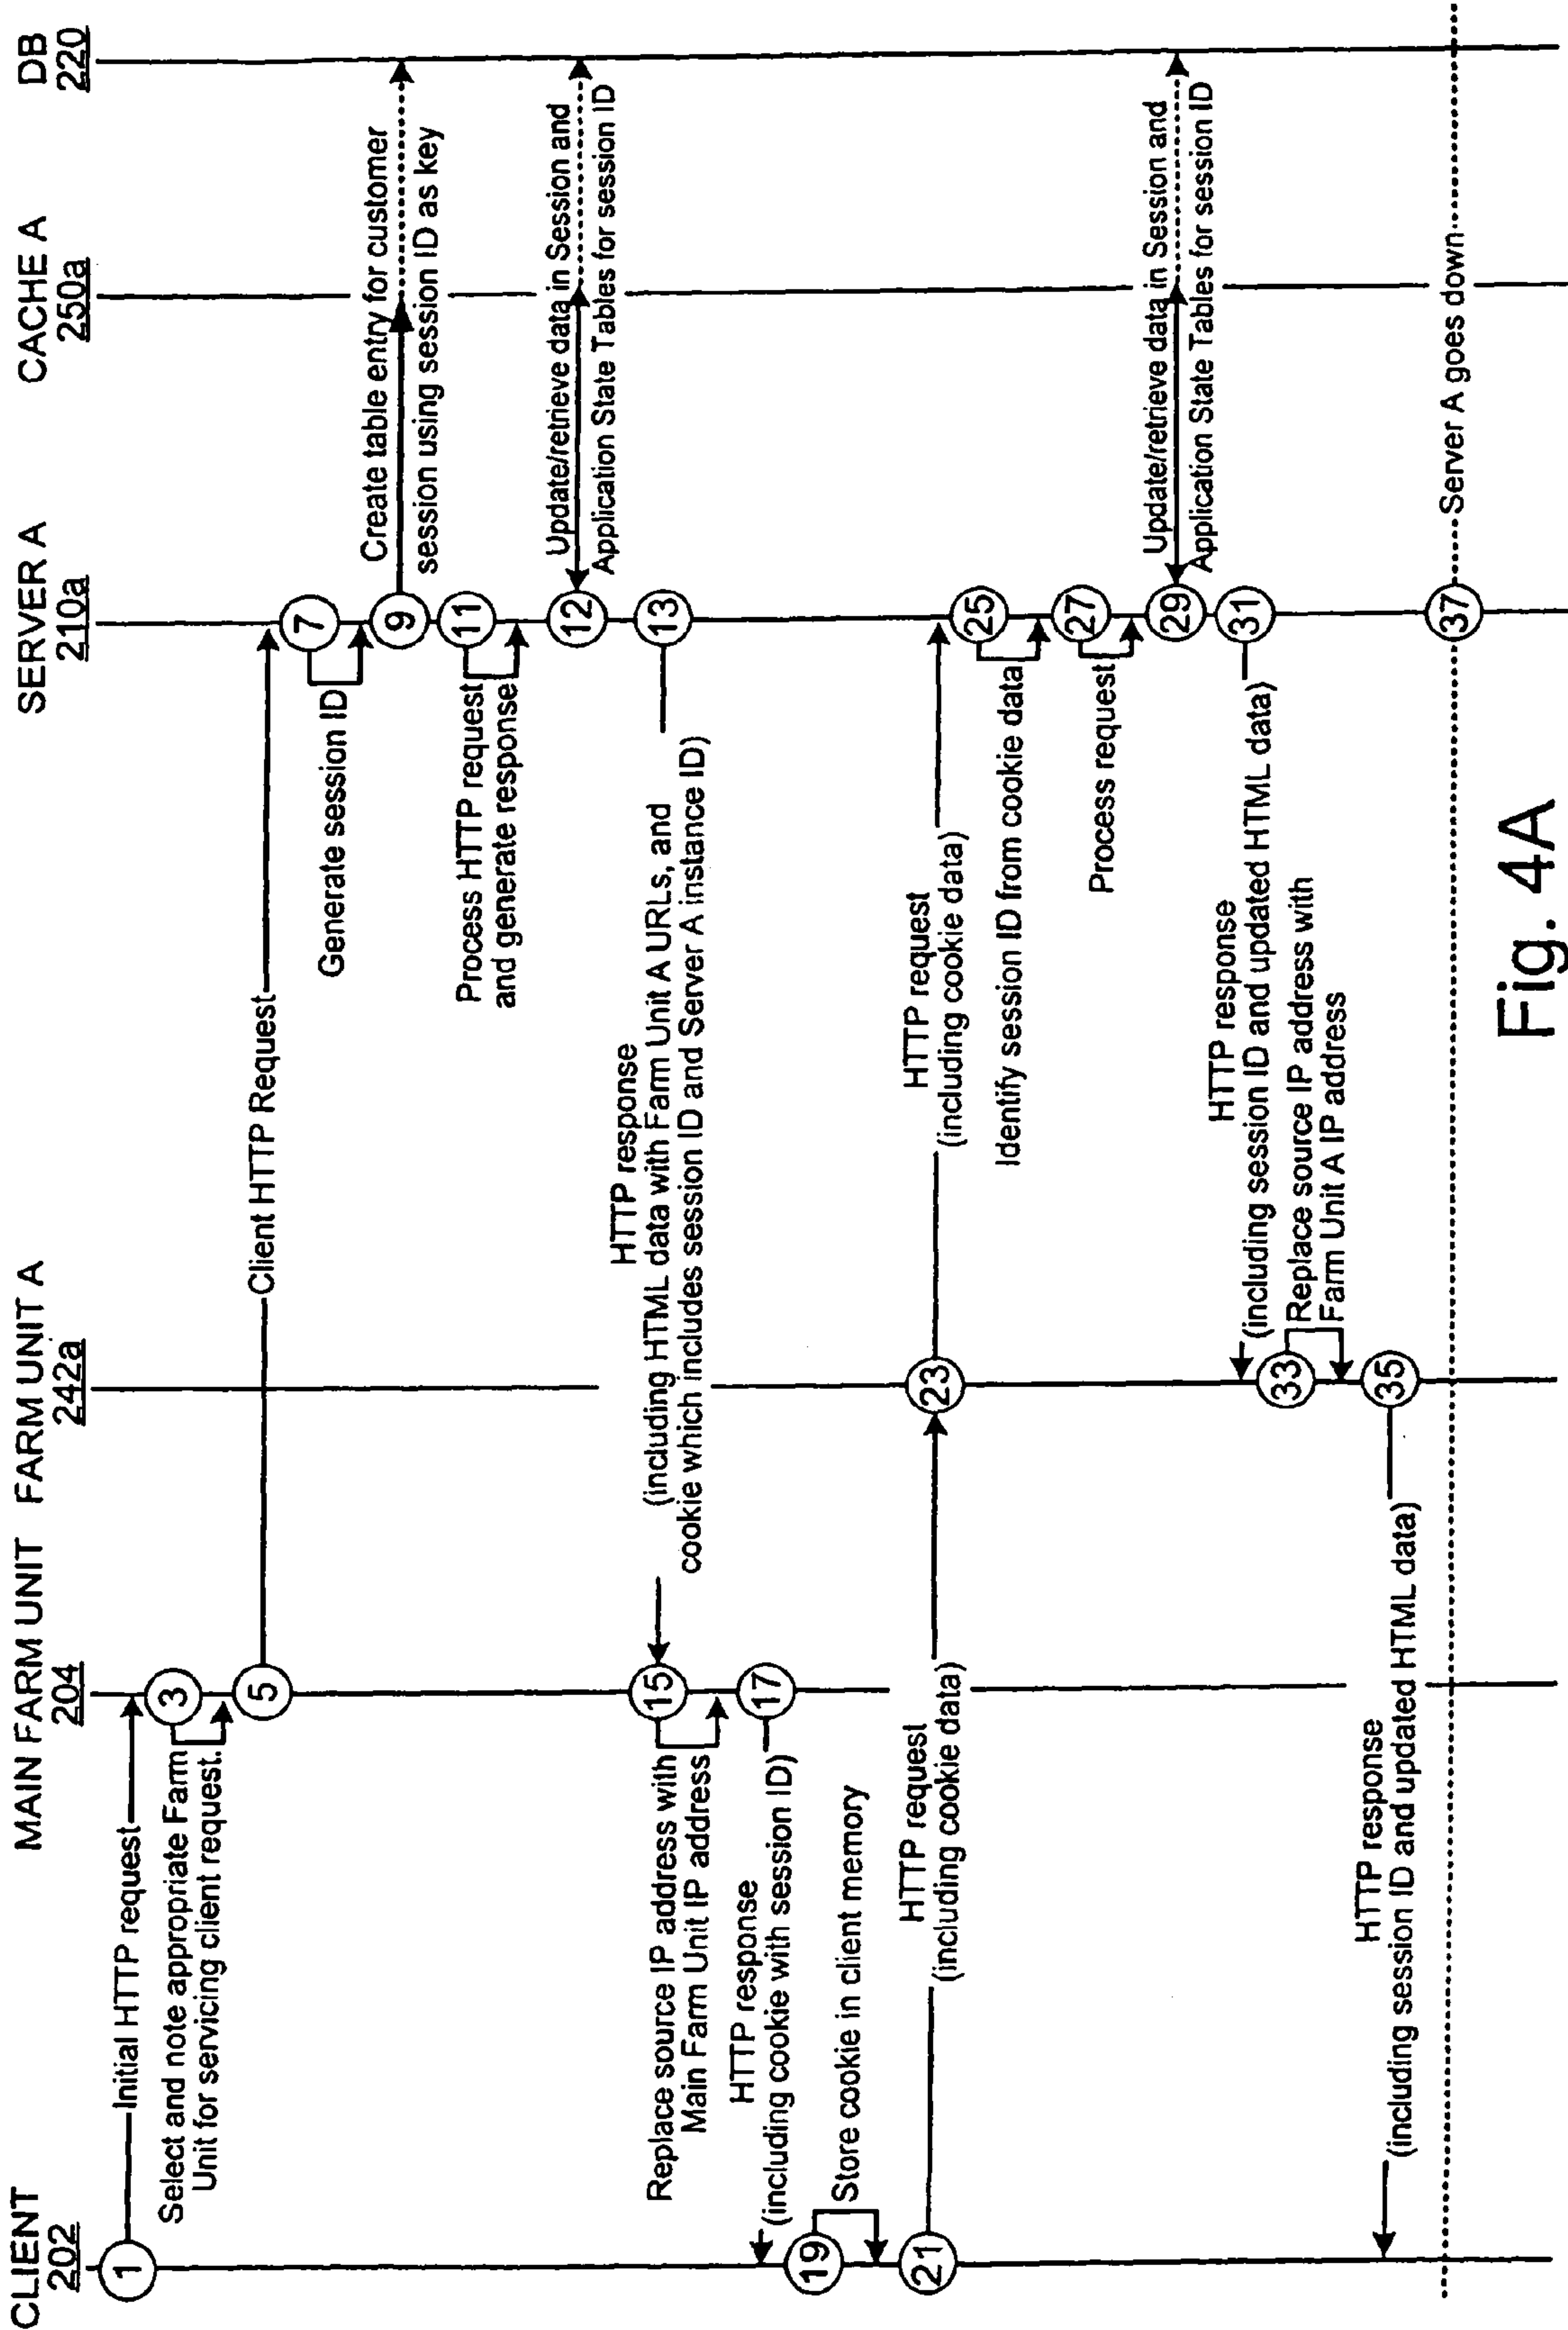 CLIENT
202
MAIN FARM UNIT
204
FARM UNIT A
242a
SERVER A
210a
CACHE A
250a
DB
220
1
Initial HTTP request
3
Select and note appropriate Farm
Unit for servicing client request.
5
Client HTTP Request
7
Generate session ID
9
Create table entry for customer
session using session ID as key
11
Process HTTP request
and generate response
12
Update/retrieve data in Session and
Application State Tables for session ID
13
HTTP response
(including HTML data with Farm Unit A URLs, and
cookie which includes session ID and Server A instance ID)
15
Replace source IP address with
Main Farm Unit IP address
17
HTTP response
(including cookie with session ID)
19
Store cookie in client memory
21
HTTP request
(including cookie data)
23
HTTP request
(including cookie data)
25
Identify session ID from cookie data
27
Process request
29
Update/retrieve data in Session and
Application State Tables for session ID
31
HTTP response
(including session ID and updated HTML data)
33
Replace source IP address with
Farm Unit A IP address
35
HTTP response
(including session ID and updated HTML data)
37
Server A goes down
Fig. 4A